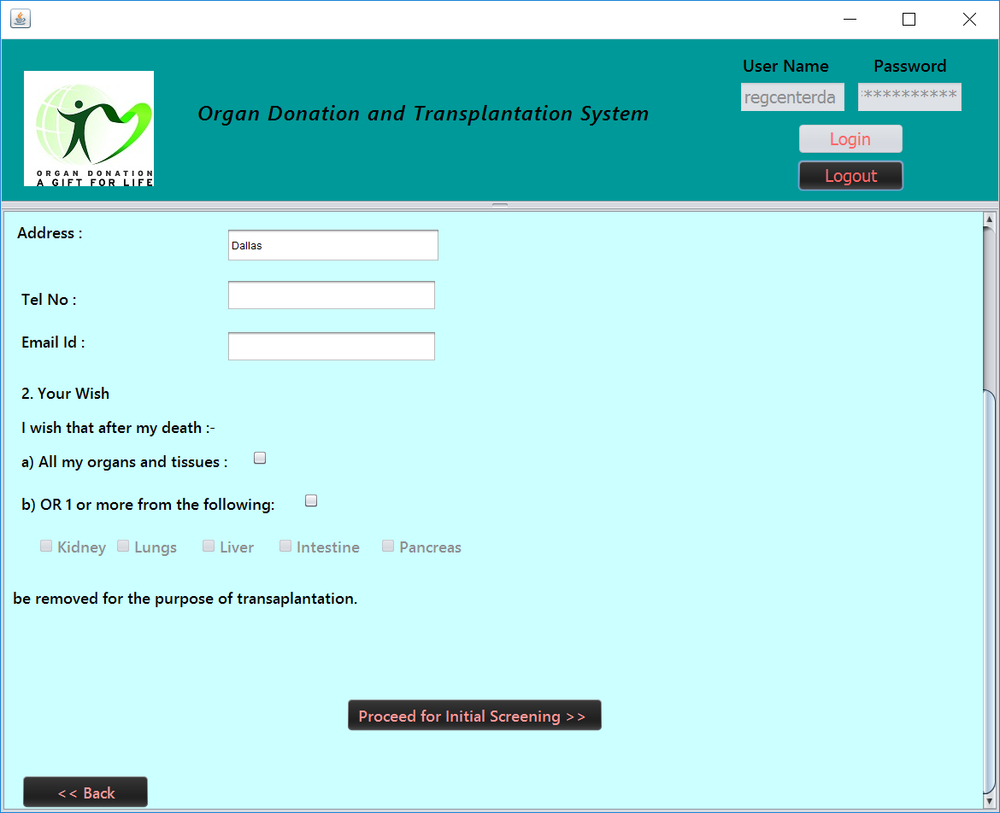 User Name Password
regcenterda ***********
Organ Donation and Transplantation System
ORGAN DONATION
A GIFT FOR LIFE
Login
Logout
Address :
Dallas
Tel No :
Email Id :
2. Your Wish
I wish that after my death :-
a) All my organs and tissues :
b) OR 1 or more from the following:
Kidney Lungs Liver Intestine Pancreas
be removed for the purpose of transaplantation.
Proceed for Initial Screening >>
<< Back